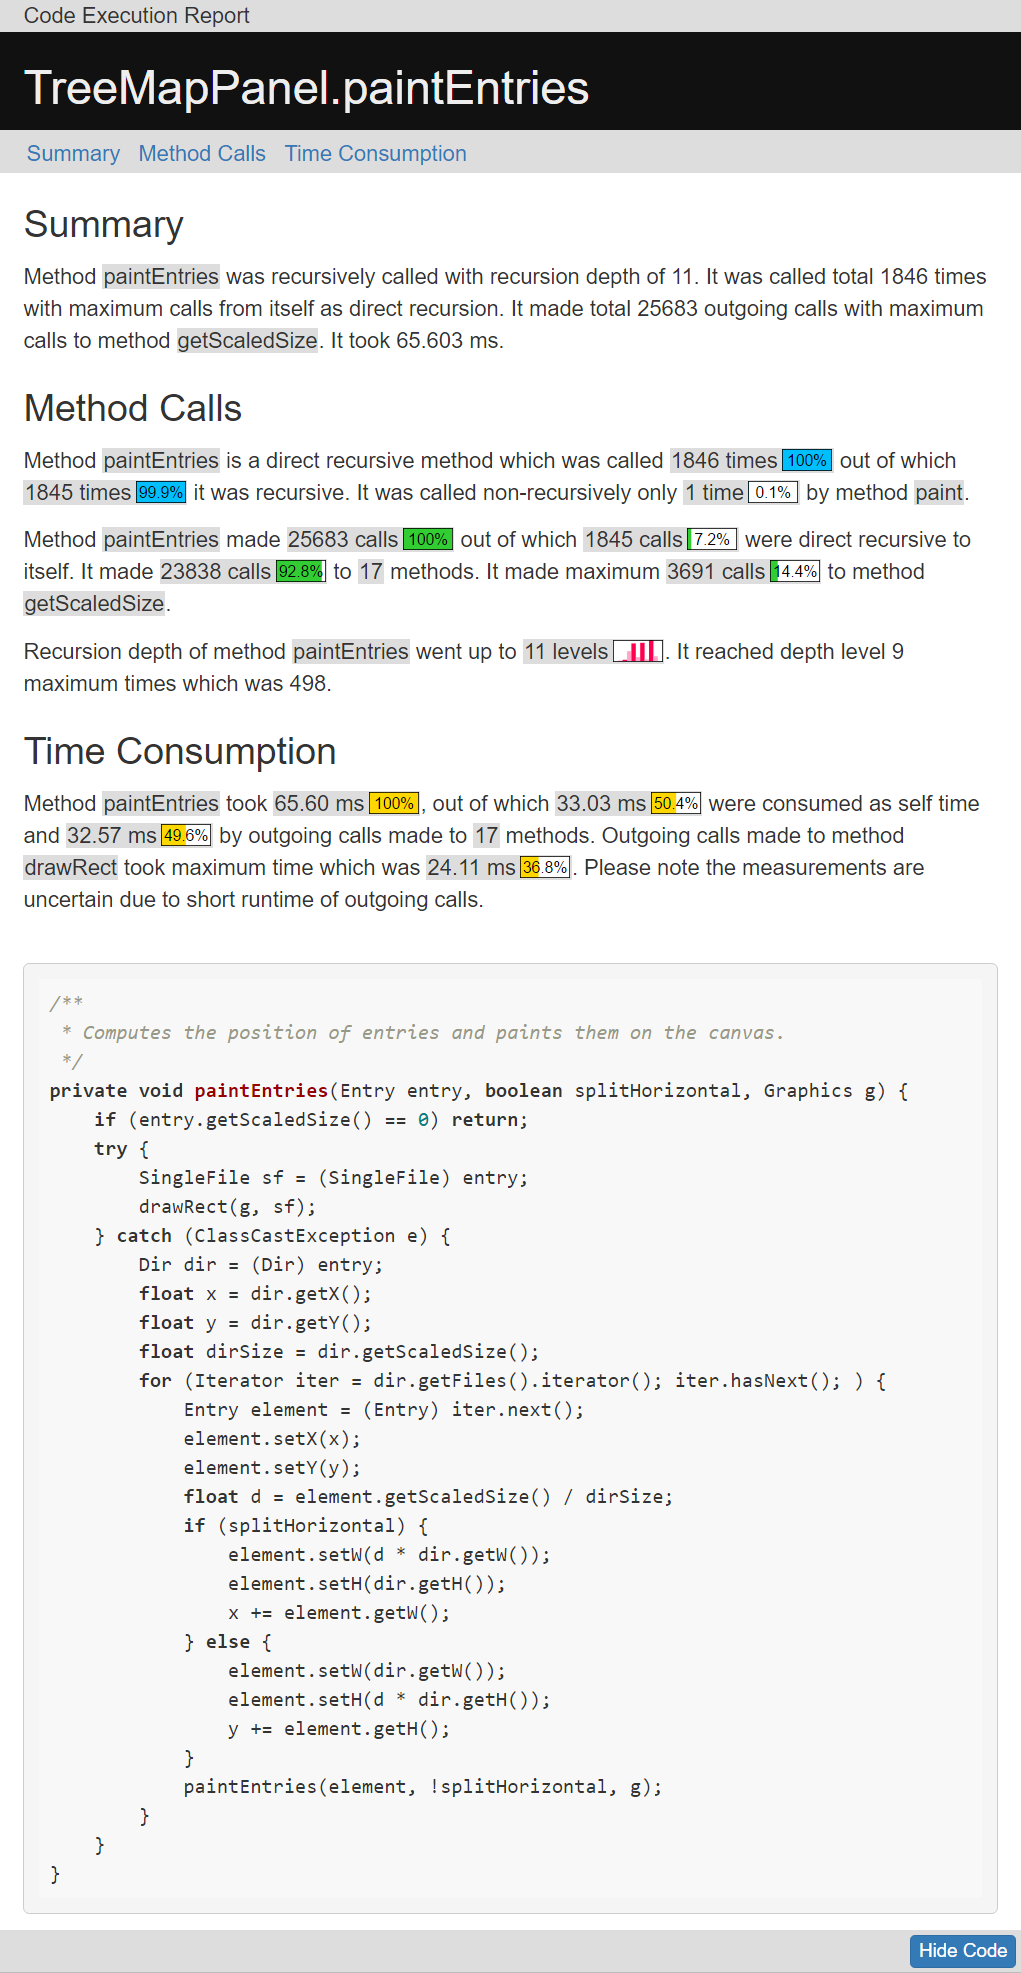 Code Execution Report
TreeMapPanel.paintEntries
Summary Method Calls Time Consumption
Summary
Method paintEntries was recursively called with recursion depth of 11. It was called total 1846 times
with maximum calls from itself as direct recursion. It made total 25683 outgoing calls with maximum
calls to method getScaledSize. It took 65.603 ms.
Method Calls
Method paintEntries is a direct recursive method which was called 1846 times 100% out of which
1845 times 99.9% it was recursive. It was called non-recursively only 1 time 0.1% by method paint.
Method paintEntries made 25683 calls 100% out of which 1845 calls 7.2% were direct recursive to
itself. It made 23838 calls 92.8% to 17 methods. It made maximum 3691 calls 14.4% to method
getScaledSize.
Recursion depth of method paintEntries went up to 11 levels . It reached depth level 9
maximum times which was 498.
Time Consumption
Method paintEntries took 65.60 ms 100%, out of which 33.03 ms 50.4% were consumed as self time
and 32.57 ms 49.6% by outgoing calls made to 17 methods. Outgoing calls made to method
drawRect took maximum time which was 24.11 ms 36.8%. Please note the measurements are
uncertain due to short runtime of outgoing calls.
/**
 * Computes the position of entries and paints them on the canvas.
 */
private void paintEntries(Entry entry, boolean splitHorizontal, Graphics g) {
    if (entry.getScaledSize() == 0) return;
    try {
        SingleFile sf = (SingleFile) entry;
        drawRect(g, sf);
    } catch (ClassCastException e) {
        Dir dir = (Dir) entry;
        float x = dir.getX();
        float y = dir.getY();
        float dirSize = dir.getScaledSize();
        for (Iterator iter = dir.getFiles().iterator(); iter.hasNext(); ) {
            Entry element = (Entry) iter.next();
            element.setX(x);
            element.setY(y);
            float d = element.getScaledSize() / dirSize;
            if (splitHorizontal) {
                element.setW(d * dir.getW());
                element.setH(dir.getH());
                x += element.getW();
            } else {
                element.setW(dir.getW());
                element.setH(d * dir.getH());
                y += element.getH();
            }
            paintEntries(element, !splitHorizontal, g);
        }
    }
}
Hide Code